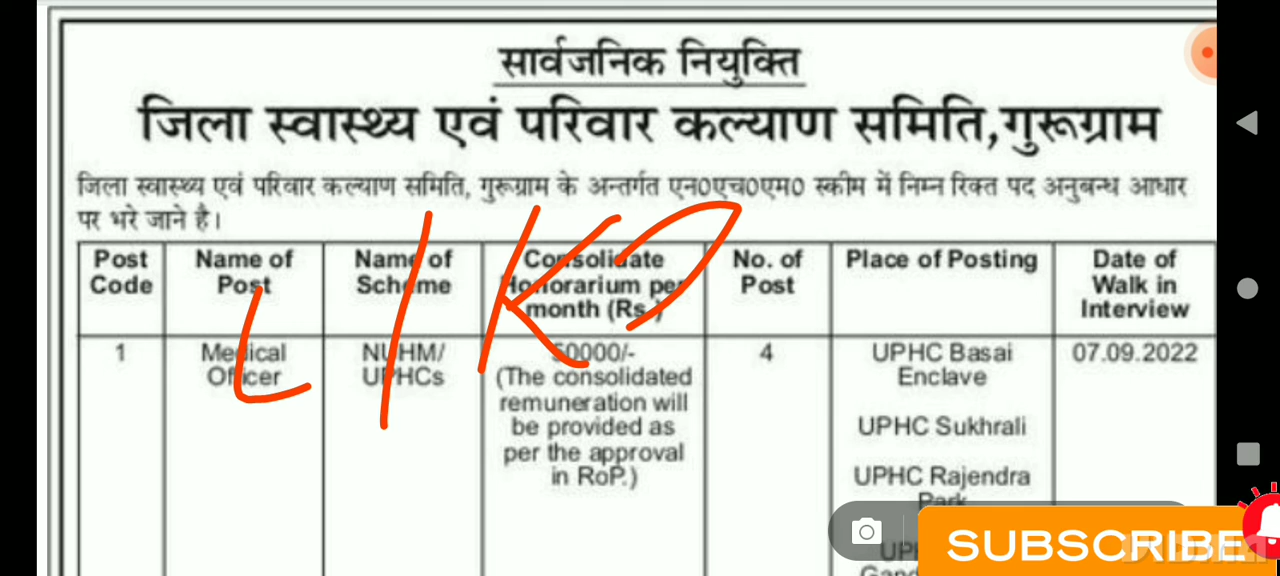 सार्वजनिक नियुक्ति
जिला स्वास्थ्य एवं परिवार कल्याण समिति,गुरूग्राम
जिला स्वास्थ्य एवं परिवार कल्याण समिति, गुरूग्राम के अन्तर्गत एन0एच0एम0 स्कीम में निम्न रिक्त पद अनुबन्ध आधार
पर भरे जाने है।
Post Code
Name of Post
Name of Scheme
Consolidate Honorarium per month (Rs.)
No. of Post
Place of Posting
Date of Walk in Interview
1
Medical Officer
NUHM/ UPHCs
50000/-
(The consolidated
remuneration will
be provided as
per the approval
in RoP.)
4
UPHC Basai
Enclave
UPHC Sukhrali
UPHC Rajendra
Park
07.09.2022
SUBSCRIBE